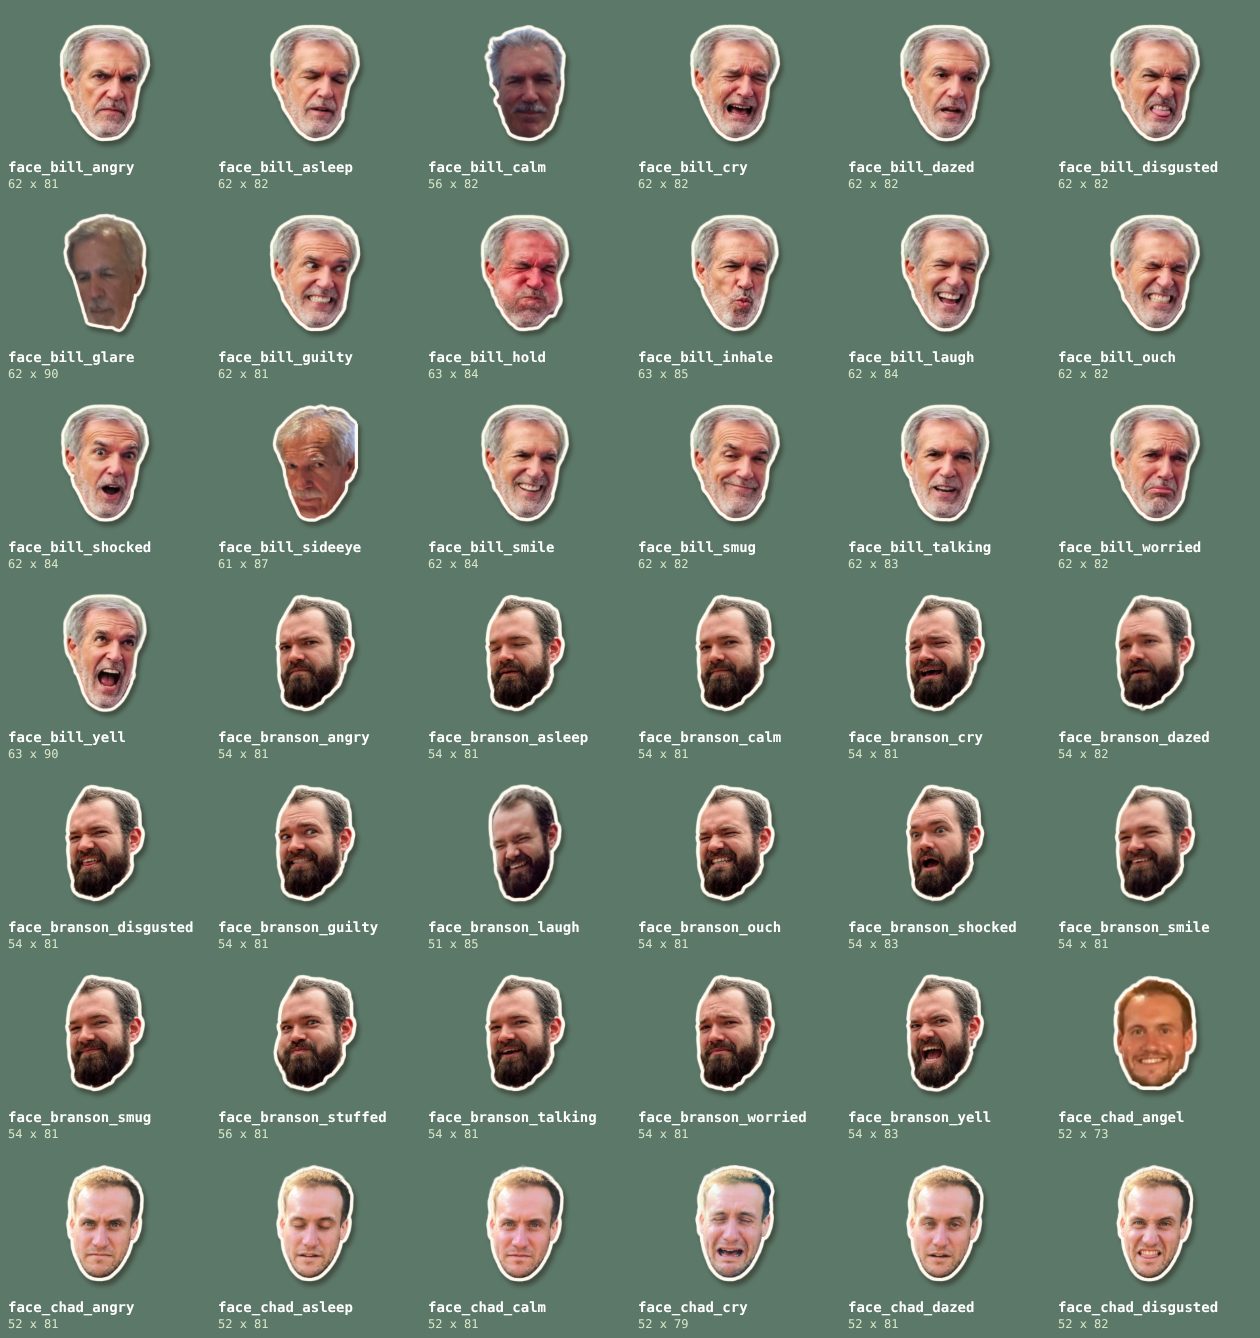 face_bill_angry
62 x 81
face_bill_asleep
62 x 82
face_bill_calm
56 x 82
face_bill_cry
62 x 82
face_bill_dazed
62 x 82
face_bill_disgusted
62 x 82
face_bill_glare
62 x 90
face_bill_guilty
62 x 81
face_bill_hold
63 x 84
face_bill_inhale
63 x 85
face_bill_laugh
62 x 84
face_bill_ouch
62 x 82
face_bill_shocked
62 x 84
face_bill_sideeye
61 x 87
face_bill_smile
62 x 84
face_bill_smug
62 x 82
face_bill_talking
62 x 83
face_bill_worried
62 x 82
face_bill_yell
63 x 90
face_branson_angry
54 x 81
face_branson_asleep
54 x 81
face_branson_calm
54 x 81
face_branson_cry
54 x 81
face_branson_dazed
54 x 82
face_branson_disgusted
54 x 81
face_branson_guilty
54 x 81
face_branson_laugh
51 x 85
face_branson_ouch
54 x 81
face_branson_shocked
54 x 83
face_branson_smile
54 x 81
face_branson_smug
54 x 81
face_branson_stuffed
56 x 81
face_branson_talking
54 x 81
face_branson_worried
54 x 81
face_branson_yell
54 x 83
face_chad_angel
52 x 73
face_chad_angry
52 x 81
face_chad_asleep
52 x 81
face_chad_calm
52 x 81
face_chad_cry
52 x 79
face_chad_dazed
52 x 81
face_chad_disgusted
52 x 82